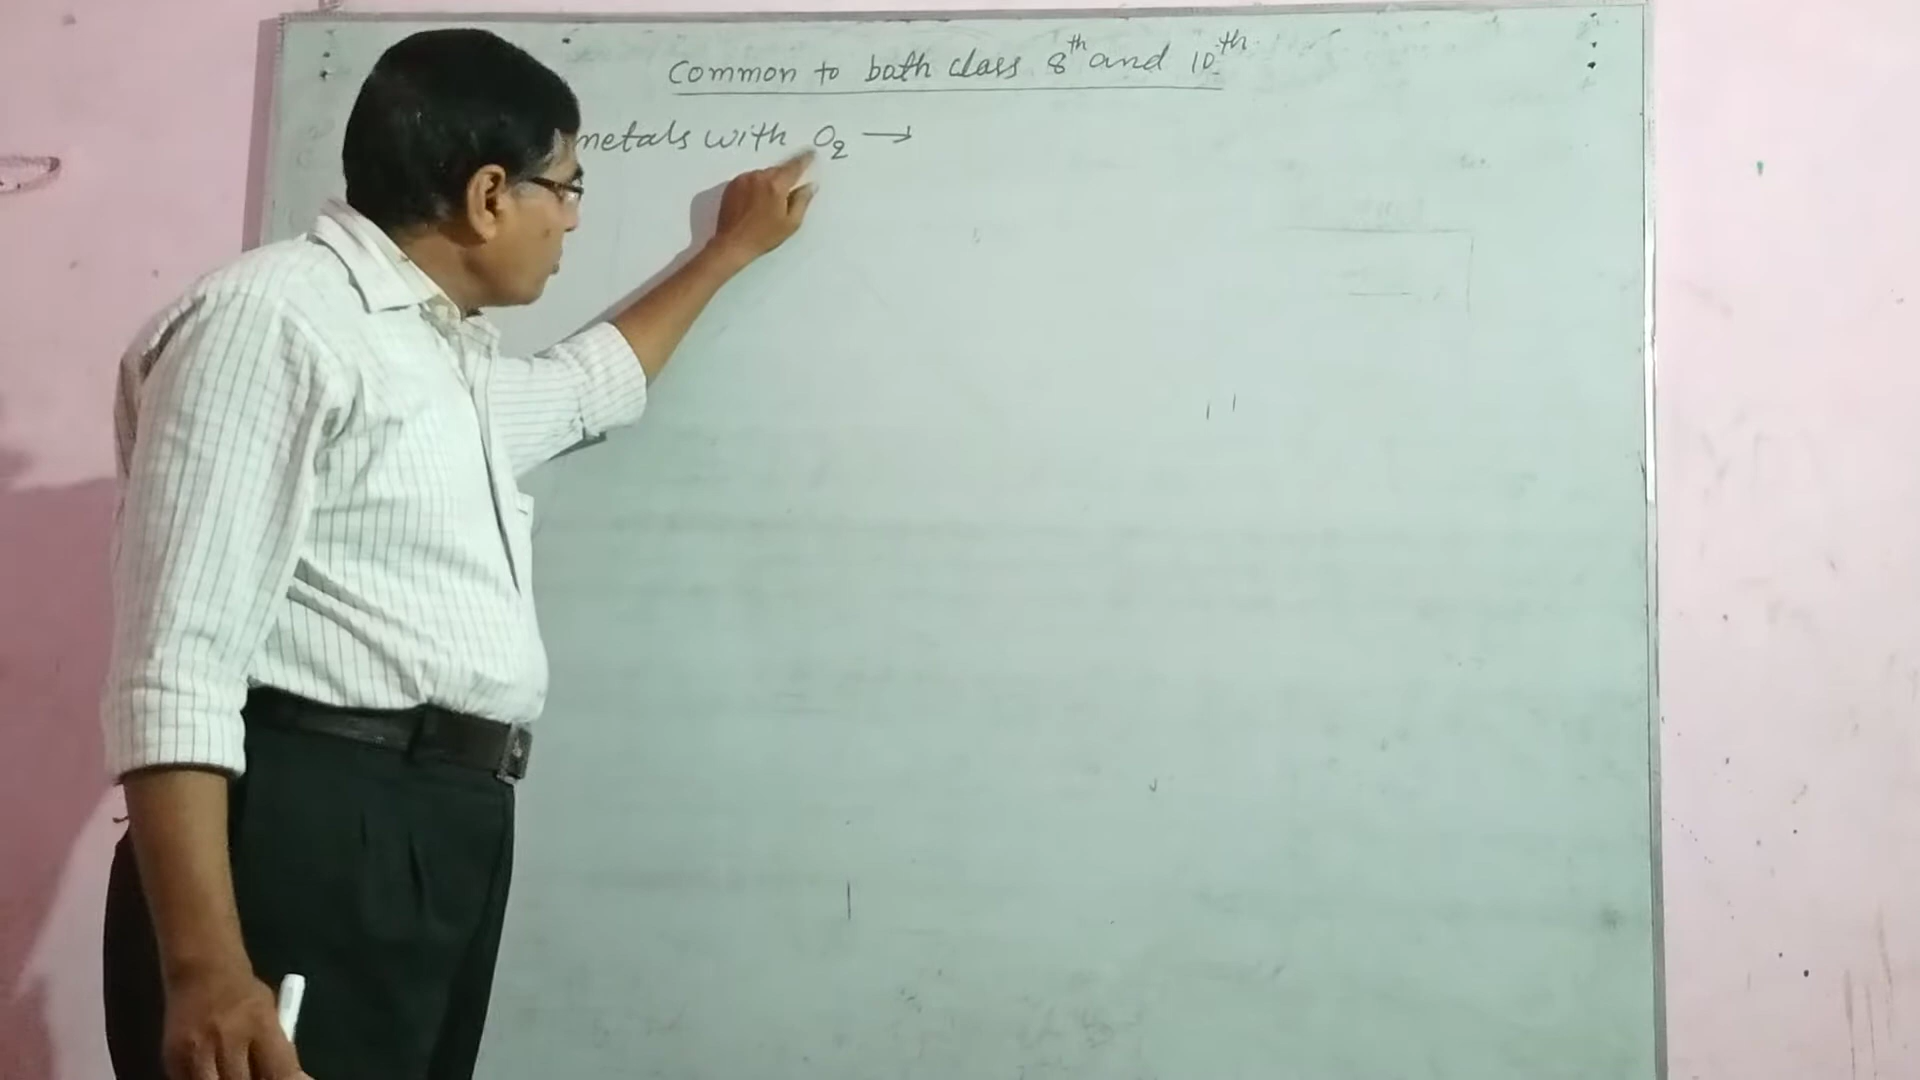 Common to both class 8th and 10th
metals with O2 →